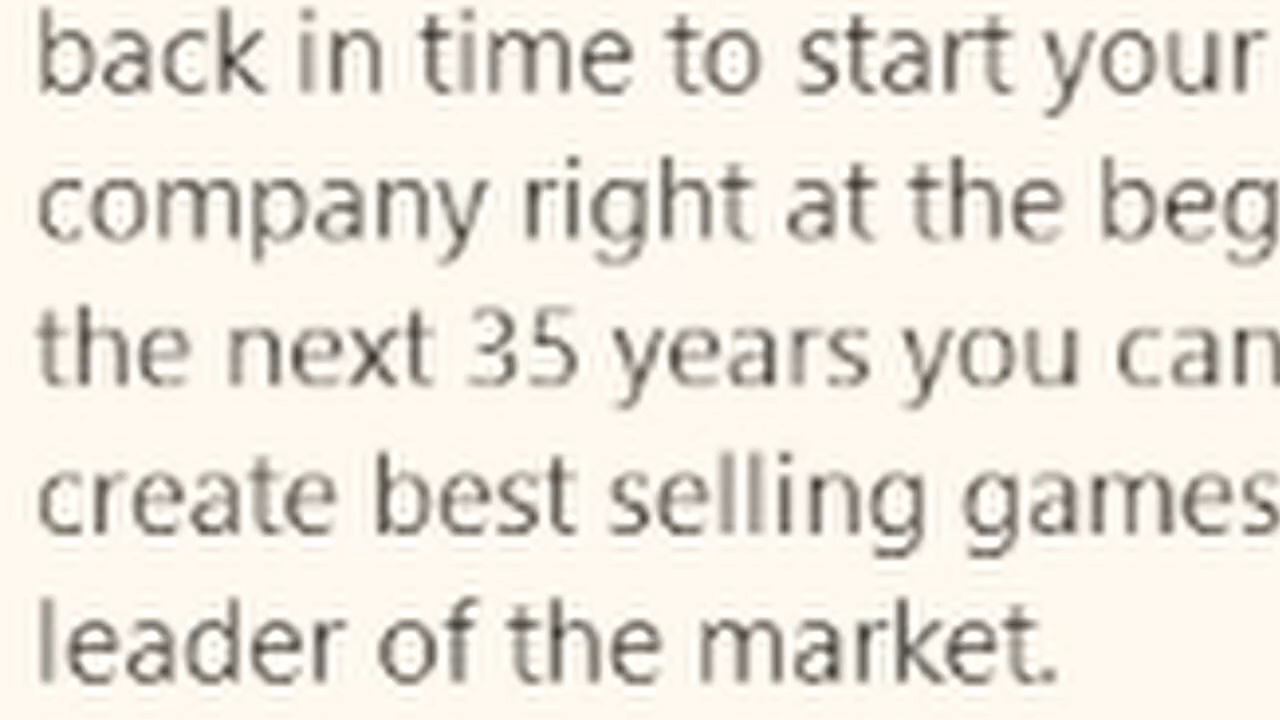 back in time to start your
company right at the beg
the next 35 years you can
create best selling games
leader of the market.